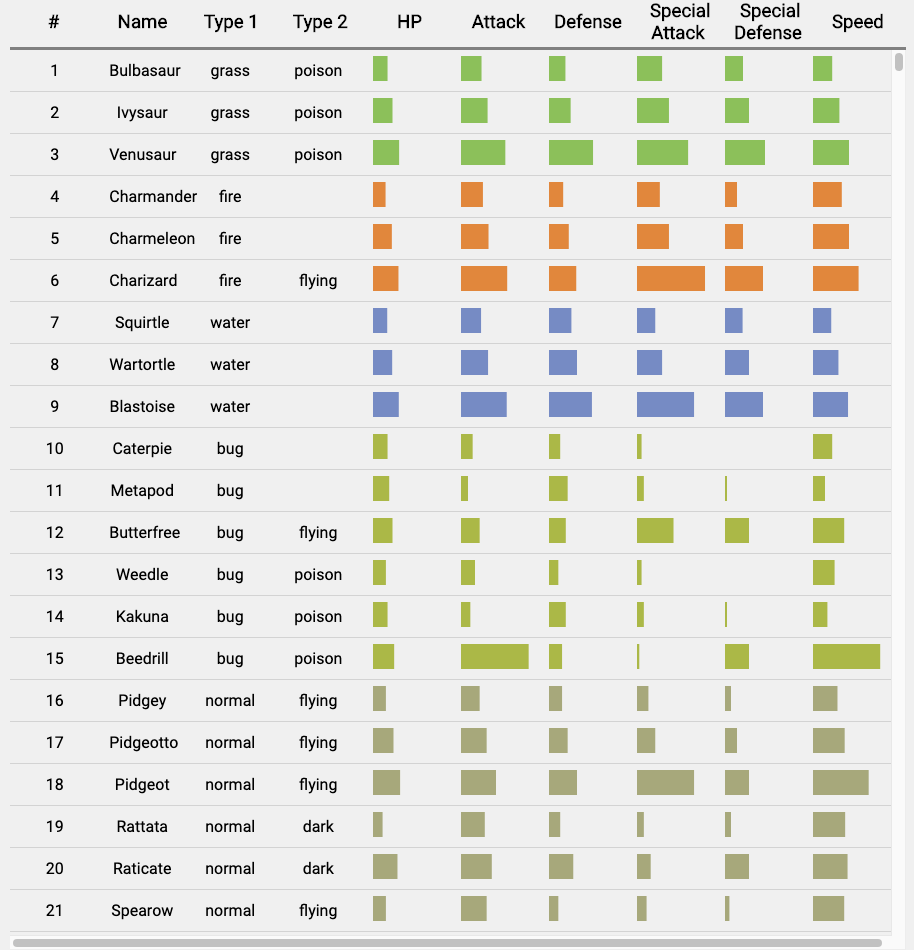 # Name Type 1 Type 2 HP Attack Defense Special Attack Special Defense Speed
1 Bulbasaur grass poison
2 Ivysaur grass poison
3 Venusaur grass poison
4 Charmander fire
5 Charmeleon fire
6 Charizard fire flying
7 Squirtle water
8 Wartortle water
9 Blastoise water
10 Caterpie bug
11 Metapod bug
12 Butterfree bug flying
13 Weedle bug poison
14 Kakuna bug poison
15 Beedrill bug poison
16 Pidgey normal flying
17 Pidgeotto normal flying
18 Pidgeot normal flying
19 Rattata normal dark
20 Raticate normal dark
21 Spearow normal flying